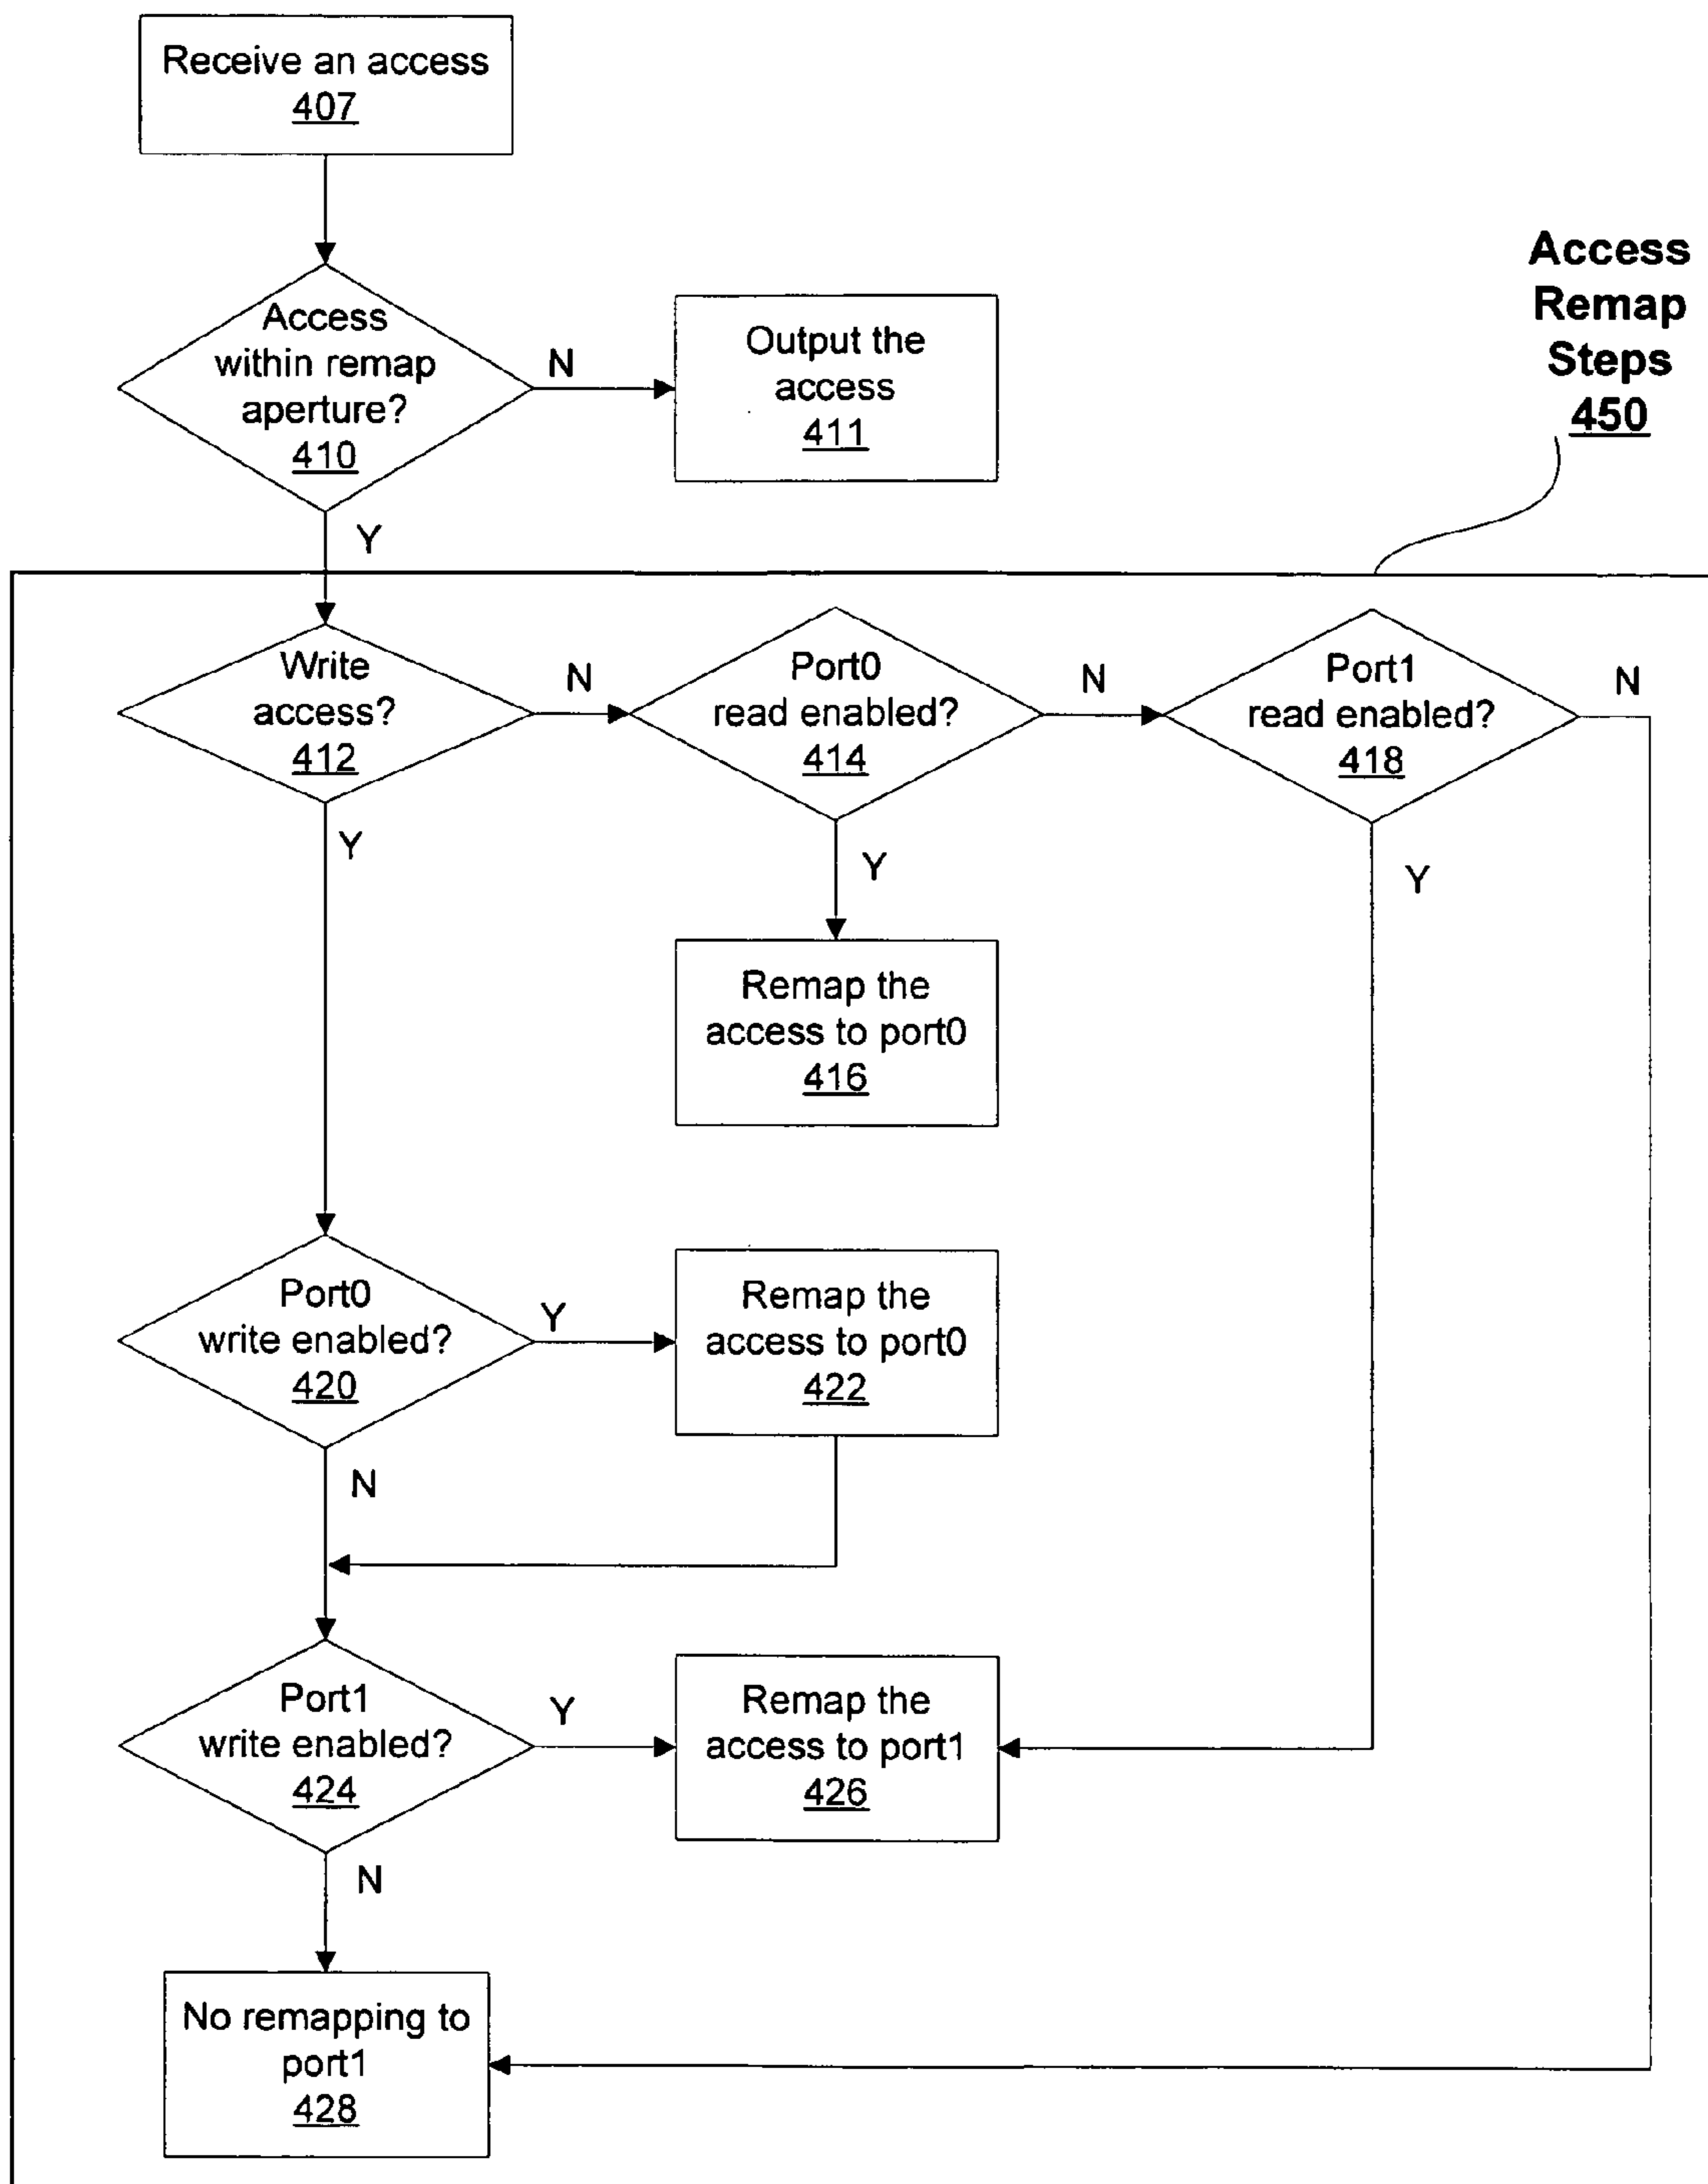 Receive an access
407
Access
within remap
aperture?
410
N
Output the
access
411
Access
Remap
Steps
450
Y
Write
access?
412
N
Port0
read enabled?
414
N
Port1
read enabled?
418
N
Y
Y
Y
Remap the
access to port0
416
Port0
write enabled?
420
Y
Remap the
access to port0
422
N
Port1
write enabled?
424
Y
Remap the
access to port1
426
N
No remapping to
port1
428